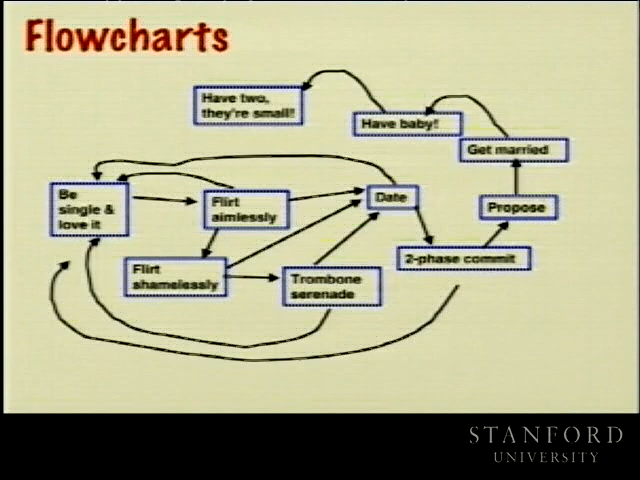 Flowcharts
Have two,
they're small!
Have baby!
Get married
Be
single &
love it
Flirt
aimlessly
Date
Propose
Flirt
shamelessly
Trombone
serenade
2-phase commit
STANFORD
UNIVERSITY